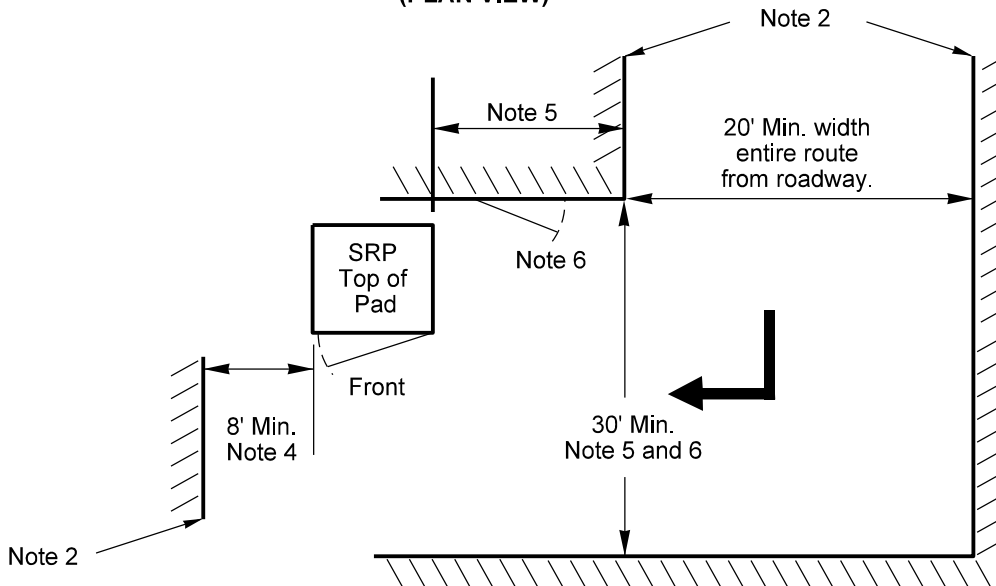 (PLAN VIEW)
Note 2
Note 5
20' Min. width
entire route
from roadway.
SRP
Top of
Pad
Note 6
Front
8' Min.
Note 4
30' Min.
Note 5 and 6
Note 2